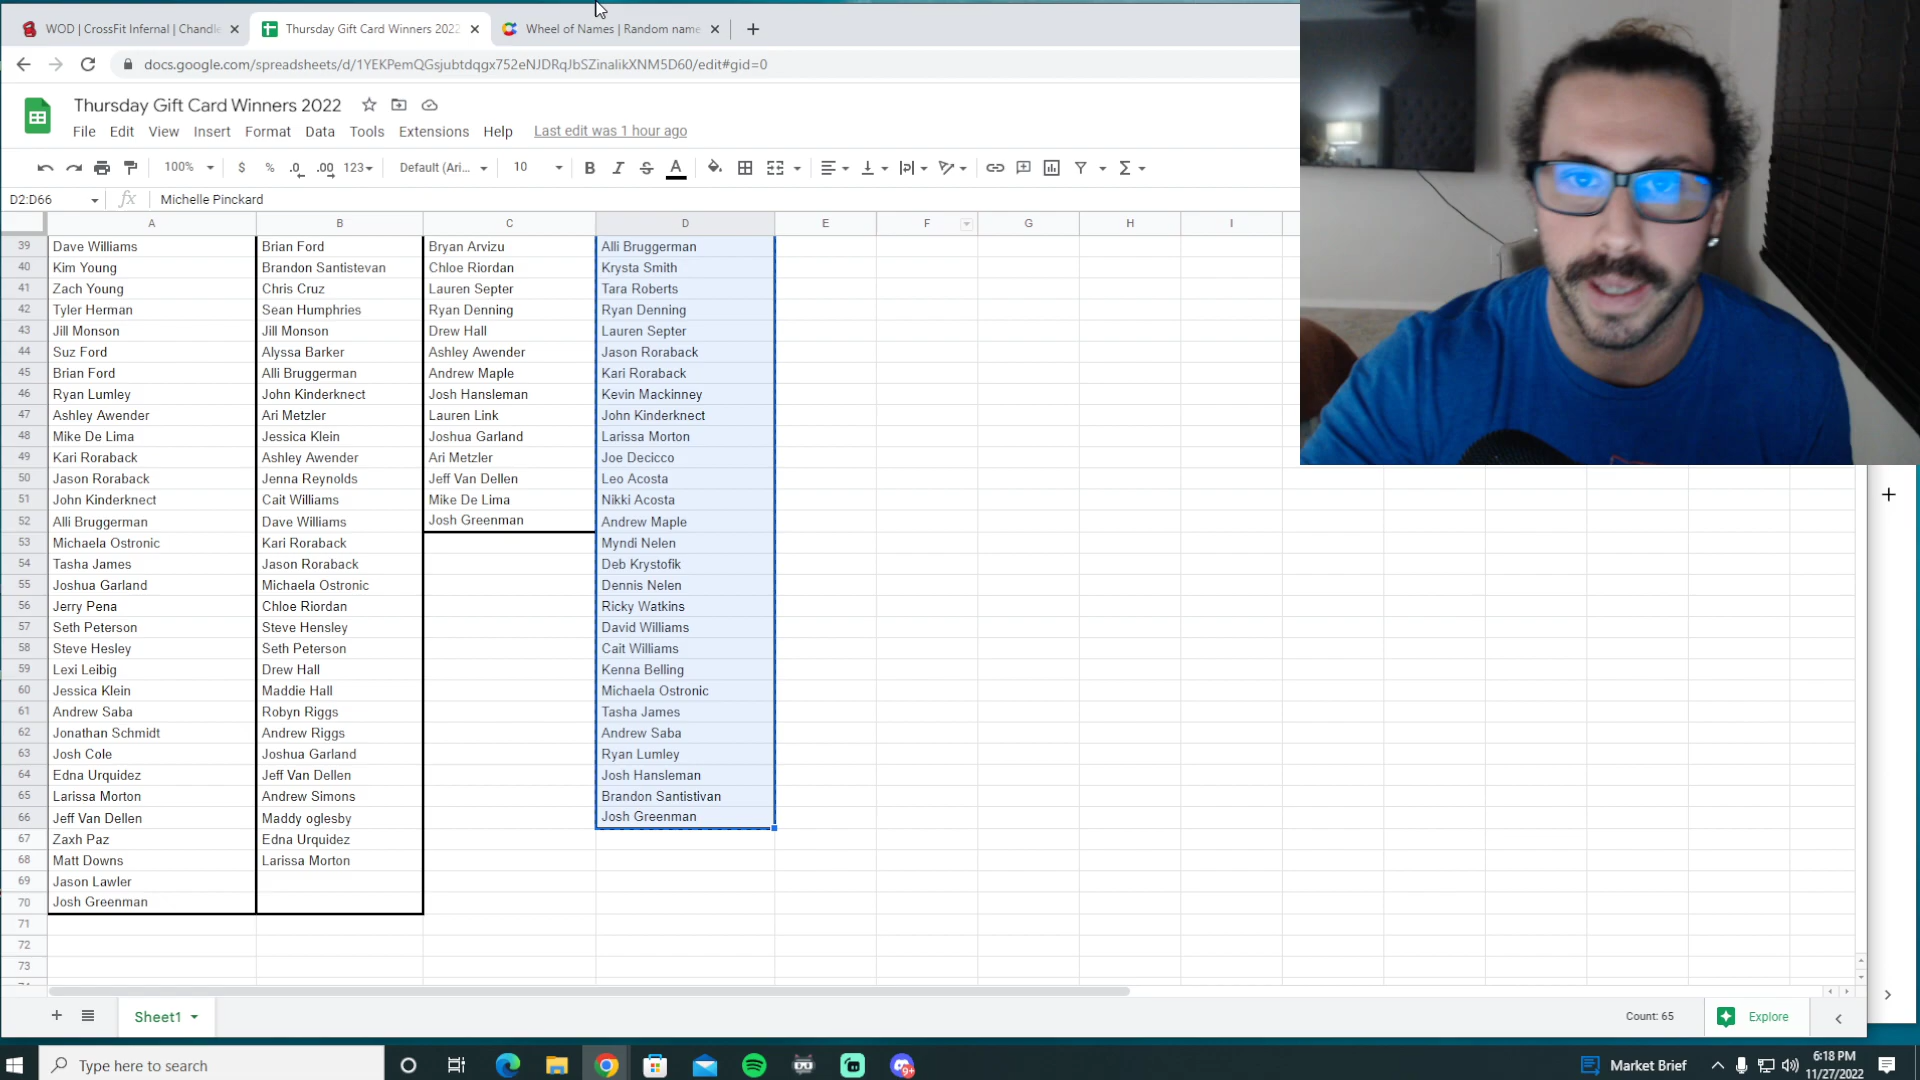 WOD | CrossFit Infernal | Chandle
Thursday Gift Card Winners 2022
Wheel of Names | Random name
docs.google.com/spreadsheets/d/1YEKPemQGsjubtdqgx752eNJDRqJbSZinalikXNM5D60/edit#gid=0
Thursday Gift Card Winners 2022
File Edit View Insert Format Data Tools Extensions Help Last edit was 1 hour ago
100% $ % .0 .00 123 Default (Ari... 10 B I S A
D2:D66 fx Michelle Pinckard
A B C D E F G H I
39 Dave Williams Brian Ford Bryan Arvizu Alli Bruggerman
40 Kim Young Brandon Santistevan Chloe Riordan Krysta Smith
41 Zach Young Chris Cruz Lauren Septer Tara Roberts
42 Tyler Herman Sean Humphries Ryan Denning Ryan Denning
43 Jill Monson Jill Monson Drew Hall Lauren Septer
44 Suz Ford Alyssa Barker Ashley Awender Jason Roraback
45 Brian Ford Alli Bruggerman Andrew Maple Kari Roraback
46 Ryan Lumley John Kinderknect Josh Hansleman Kevin Mackinney
47 Ashley Awender Ari Metzler Lauren Link John Kinderknect
48 Mike De Lima Jessica Klein Joshua Garland Larissa Morton
49 Kari Roraback Ashley Awender Ari Metzler Joe Decicco
50 Jason Roraback Jenna Reynolds Jeff Van Dellen Leo Acosta
51 John Kinderknect Cait Williams Mike De Lima Nikki Acosta
52 Alli Bruggerman Dave Williams Josh Greenman Andrew Maple
53 Michaela Ostronic Kari Roraback Myndi Nelen
54 Tasha James Jason Roraback Deb Krystofik
55 Joshua Garland Michaela Ostronic Dennis Nelen
56 Jerry Pena Chloe Riordan Ricky Watkins
57 Seth Peterson Steve Hensley David Williams
58 Steve Hesley Seth Peterson Cait Williams
59 Lexi Leibig Drew Hall Kenna Belling
60 Jessica Klein Maddie Hall Michaela Ostronic
61 Andrew Saba Robyn Riggs Tasha James
62 Jonathan Schmidt Andrew Riggs Andrew Saba
63 Josh Cole Joshua Garland Ryan Lumley
64 Edna Urquidez Jeff Van Dellen Josh Hansleman
65 Larissa Morton Andrew Simons Brandon Santistivan
66 Jeff Van Dellen Maddy oglesby Josh Greenman
67 Zaxh Paz Edna Urquidez
68 Matt Downs Larissa Morton
69 Jason Lawler
70 Josh Greenman
71
72
73
Sheet1 Count: 65 Explore
Type here to search
9+
Market Brief
6:18 PM
11/27/2022